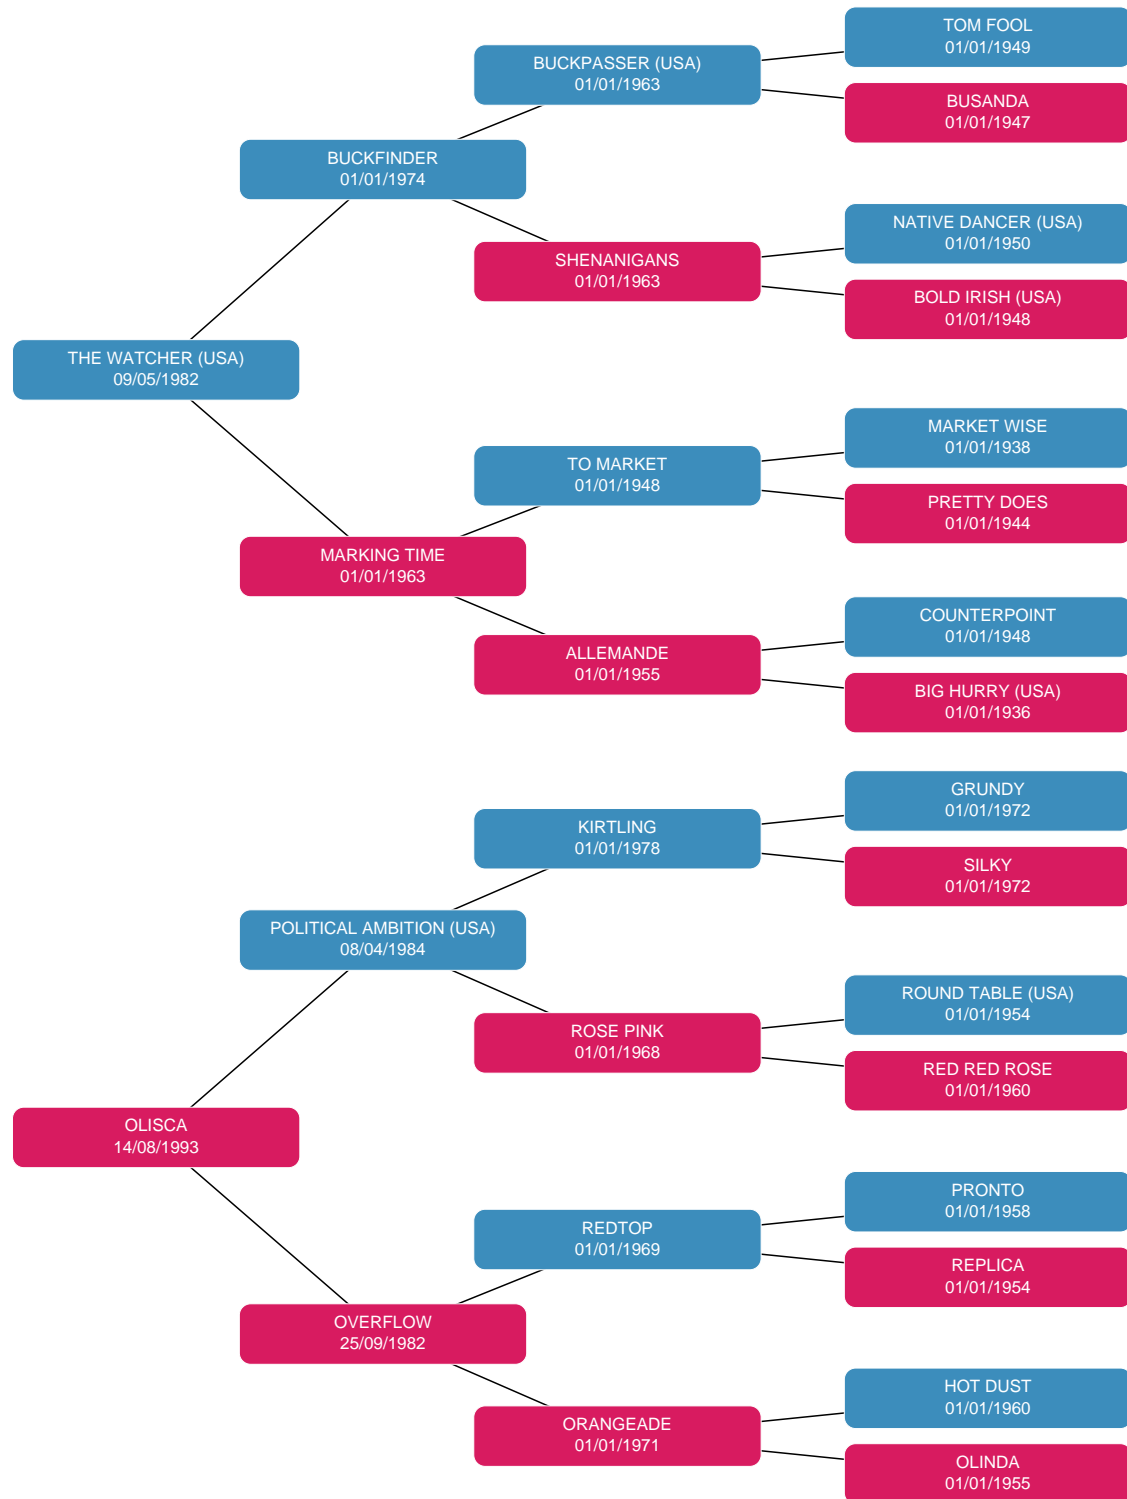 TOM FOOL
01/01/1949
BUCKPASSER (USA)
01/01/1963
BUSANDA
01/01/1947
BUCKFINDER
01/01/1974
NATIVE DANCER (USA)
01/01/1950
SHENANIGANS
01/01/1963
BOLD IRISH (USA)
01/01/1948
THE WATCHER (USA)
09/05/1982
MARKET WISE
01/01/1938
TO MARKET
01/01/1948
PRETTY DOES
01/01/1944
MARKING TIME
01/01/1963
COUNTERPOINT
01/01/1948
ALLEMANDE
01/01/1955
BIG HURRY (USA)
01/01/1936
GRUNDY
01/01/1972
KIRTLING
01/01/1978
SILKY
01/01/1972
POLITICAL AMBITION (USA)
08/04/1984
ROUND TABLE (USA)
01/01/1954
ROSE PINK
01/01/1968
RED RED ROSE
01/01/1960
OLISCA
14/08/1993
PRONTO
01/01/1958
REDTOP
01/01/1969
REPLICA
01/01/1954
OVERFLOW
25/09/1982
HOT DUST
01/01/1960
ORANGEADE
01/01/1971
OLINDA
01/01/1955